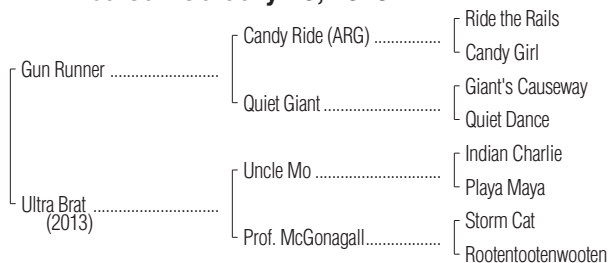 Ride the Rails
Candy Ride (ARG)
Candy Girl
Gun Runner
Giant's Causeway
Quiet Giant
Quiet Dance
Indian Charlie
Uncle Mo
Playa Maya
Ultra Brat
(2013)
Storm Cat
Prof. McGonagall
Rootentootenwooten